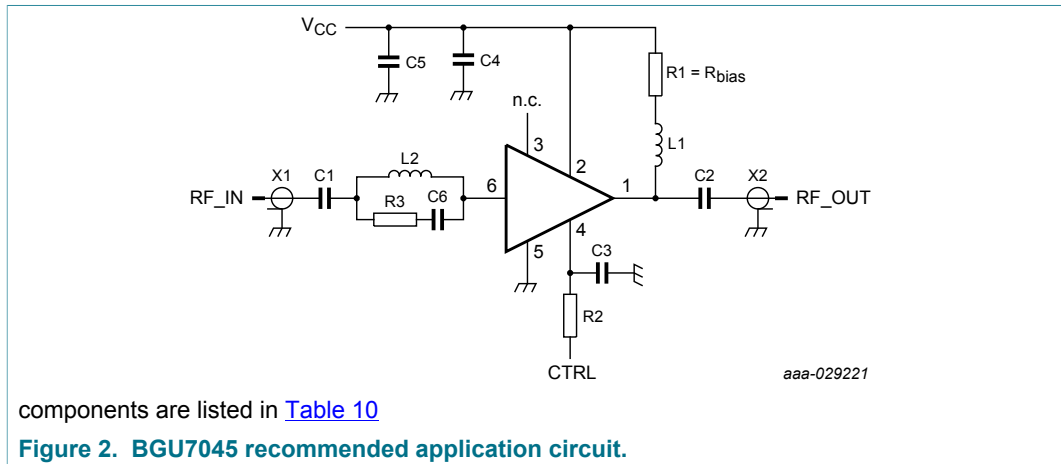 VCC
C5
C4
R1 = Rbias
n.c.
3
L1
L2
2
X1
C1
6
1
C2
X2
RF_IN
RF_OUT
R3
C6
4
5
C3
R2
CTRL
aaa-029221
components are listed in Table 10
Figure 2. BGU7045 recommended application circuit.